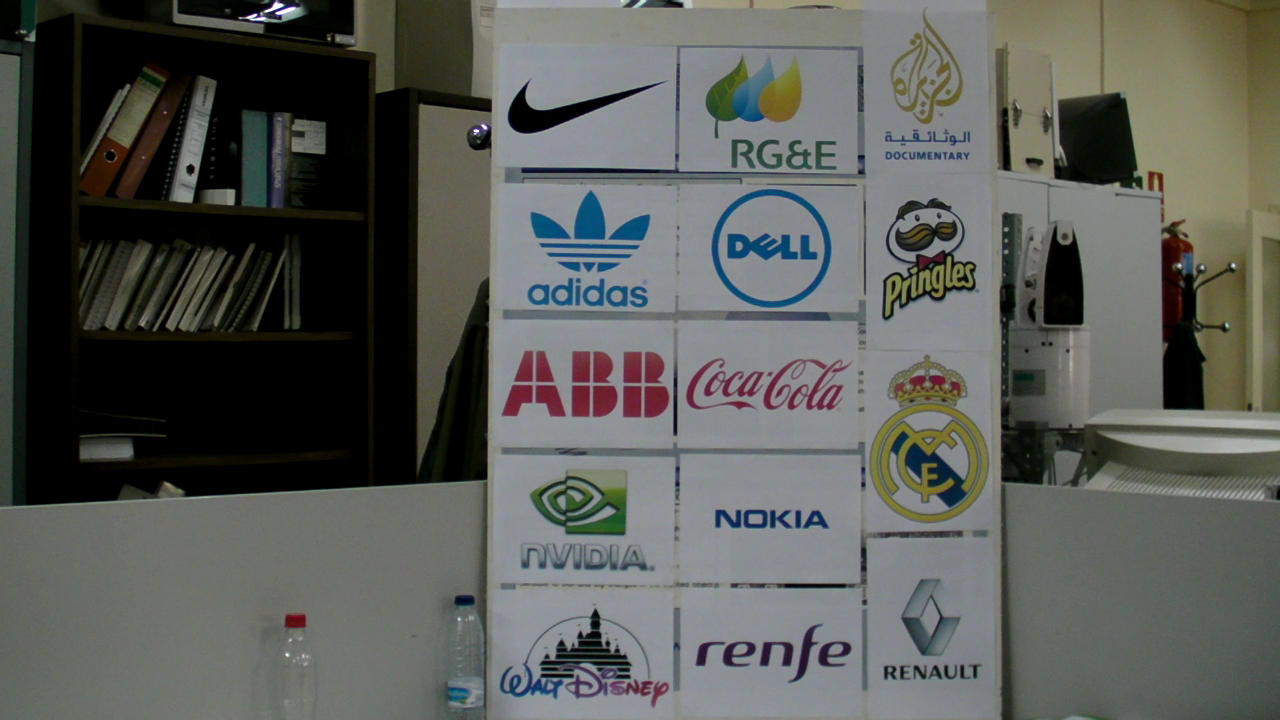 RG&E
الوثائقية
DOCUMENTARY
adidas
DELL
Pringles
ABB
Coca-Cola
NVIDIA.
NOKIA
WALT DISNEY
renfe
RENAULT